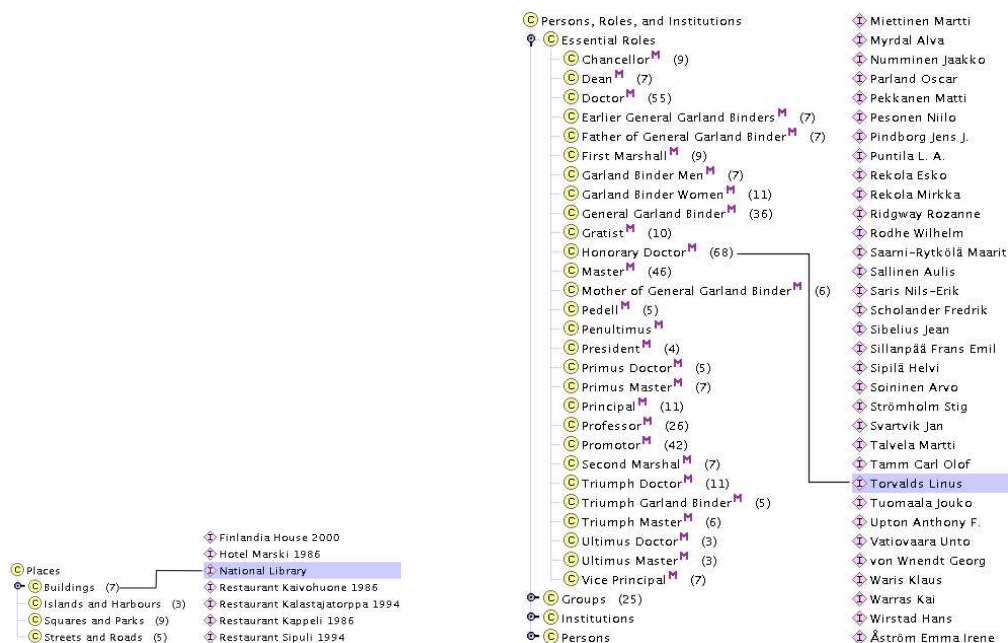 Finlandia House 2000
Hotel Marski 1986
Places
National Library
Buildings (7)
Restaurant Kaivohuone 1986
Islands and Harbours (3)
Restaurant Kalastajatorppa 1994
Squares and Parks (9)
Restaurant Kappeli 1986
Streets and Roads (5)
Restaurant Sipuli 1994
Persons, Roles, and Institutions
Essential Roles
Chancellor M (9)
Dean M (7)
Doctor M (55)
Earlier General Garland Binders M (7)
Father of General Garland Binder M (7)
First Marshall M (9)
Garland Binder Men M (7)
Garland Binder Women M (11)
General Garland Binder M (36)
Gratist M (10)
Honorary Doctor M (68)
Master M (46)
Mother of General Garland Binder M (6)
Pedell M (5)
Penultimus M
President M (4)
Primus Doctor M (5)
Primus Master M (7)
Principal M (11)
Professor M (26)
Promotor M (42)
Second Marshal M (7)
Triumph Doctor M (11)
Triumph Garland Binder M (5)
Triumph Master M (6)
Ultimus Doctor M (3)
Ultimus Master M (3)
Vice Principal M (7)
Groups (25)
Institutions
Persons
Miettinen Martti
Myrdal Alva
Numminen Jaakko
Parland Oscar
Pekkanen Matti
Pesonen Niilo
Pindborg Jens J.
Puntila L. A.
Rekola Esko
Rekola Mirkka
Ridgway Rozanne
Rodhe Wilhelm
Saarni-Rytkölä Maarit
Sallinen Aulis
Saris Nils-Erik
Scholander Fredrik
Sibelius Jean
Sillanpää Frans Emil
Sipilä Helvi
Soininen Arvo
Strömholm Stig
Svartvik Jan
Talvela Martti
Tamm Carl Olof
Torvalds Linus
Tuomaala Jouko
Upton Anthony F.
Vatiovaara Unto
von Wnendt Georg
Waris Klaus
Warras Kai
Wirstad Hans
Åström Emma Irene